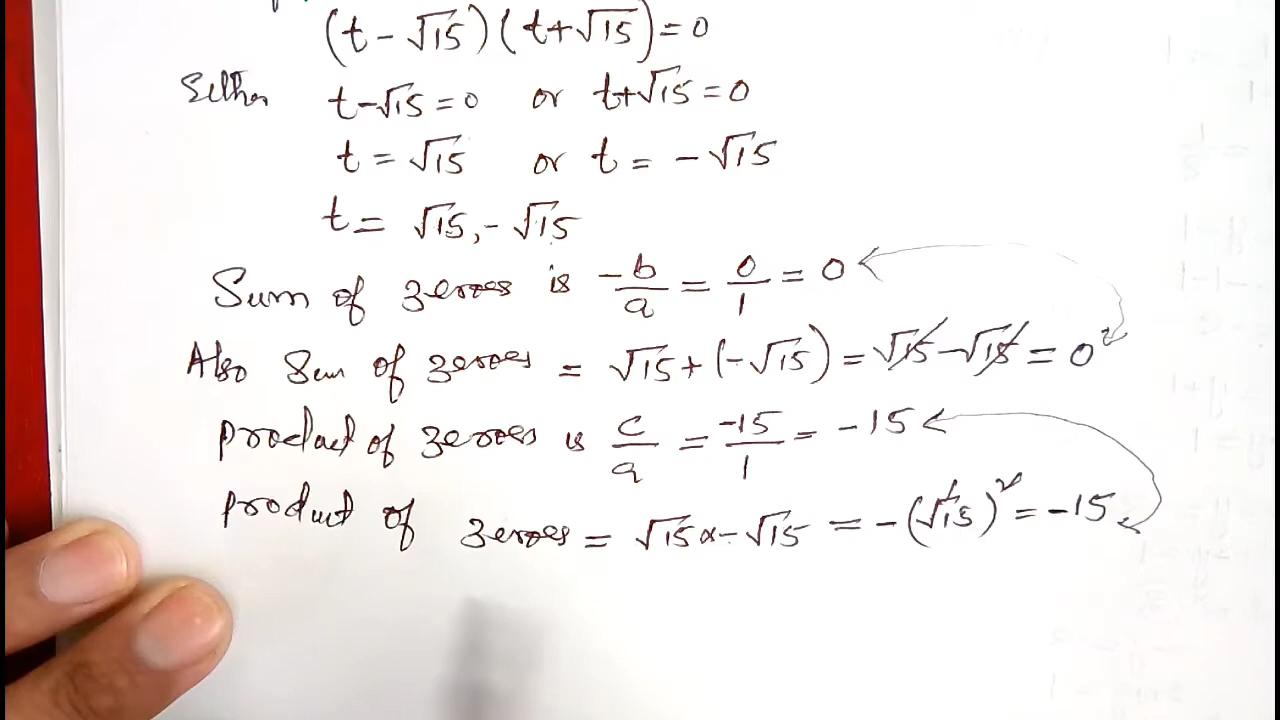 (t - √15)(t + √15) = 0
t - √15 = 0 or t + √15 = 0
t = √15 or t = - √15
t = √15, - √15
Sum of zeroes is -b/a = 0/1 = 0
Also Sum of zeroes = √15 + (-√15) = √15 - √15 = 0
product of zeroes is c/a = -15/1 = -15
product of zeroes = √15 x - √15 = - (√15)² = -15